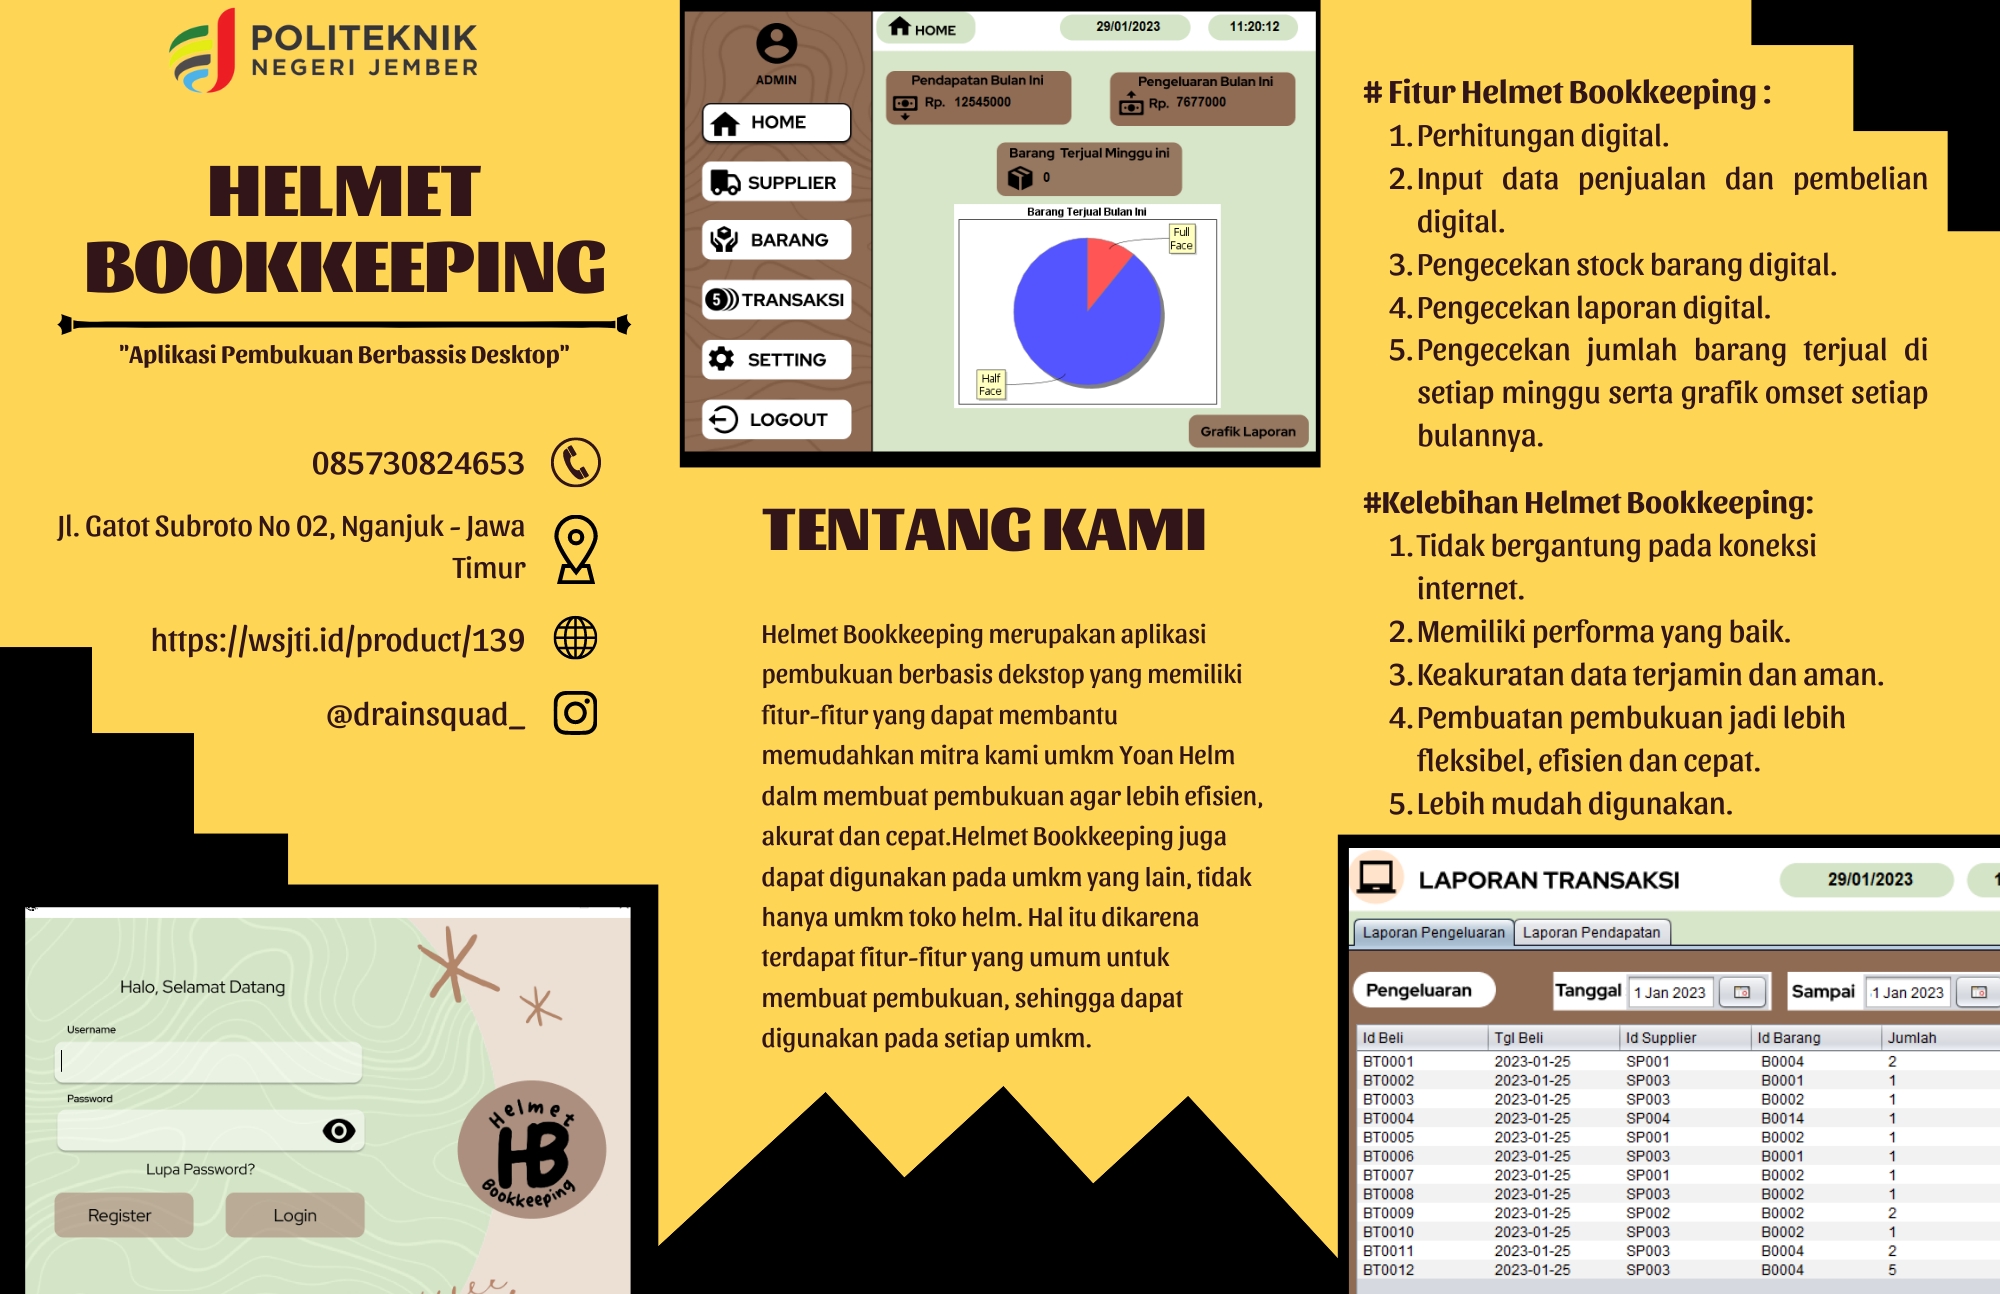 POLITEKNIK
NEGERI JEMBER
HELMET
BOOKKEEPING
"Aplikasi Pembukuan Berbassis Desktop"
085730824653
Jl. Gatot Subroto No 02, Nganjuk - Jawa
Timur
https://wsjti.id/product/139
@drainsquad_
Halo, Selamat Datang
Username
Password
Lupa Password?
Register
Login
Helmet
HB
Bookkeeping
ADMIN
HOME
SUPPLIER
BARANG
TRANSAKSI
SETTING
LOGOUT
HOME
29/01/2023
11:20:12
Pendapatan Bulan Ini
Rp. 12545000
Pengeluaran Bulan Ini
Rp. 7677000
Barang Terjual Minggu ini
0
Barang Terjual Bulan Ini
Full
Face
Half
Face
Grafik Laporan
TENTANG KAMI
Helmet Bookkeeping merupakan aplikasi
pembukuan berbasis dekstop yang memiliki
fitur-fitur yang dapat membantu
memudahkan mitra kami umkm Yoan Helm
dalm membuat pembukuan agar lebih efisien,
akurat dan cepat.Helmet Bookkeeping juga
dapat digunakan pada umkm yang lain, tidak
hanya umkm toko helm. Hal itu dikarena
terdapat fitur-fitur yang umum untuk
membuat pembukuan, sehingga dapat
digunakan pada setiap umkm.
# Fitur Helmet Bookkeeping :
1. Perhitungan digital.
2. Input data penjualan dan pembelian
digital.
3. Pengecekan stock barang digital.
4. Pengecekan laporan digital.
5. Pengecekan jumlah barang terjual di
setiap minggu serta grafik omset setiap
bulannya.
#Kelebihan Helmet Bookkeeping:
1. Tidak bergantung pada koneksi
internet.
2. Memiliki performa yang baik.
3. Keakuratan data terjamin dan aman.
4. Pembuatan pembukuan jadi lebih
fleksibel, efisien dan cepat.
5. Lebih mudah digunakan.
LAPORAN TRANSAKSI
29/01/2023
1
Laporan Pengeluaran Laporan Pendapatan
Pengeluaran
Tanggal 1 Jan 2023
Sampai 1 Jan 2023
Id Beli Tgl Beli Id Supplier Id Barang Jumlah
BT0001 2023-01-25 SP001 B0004 2
BT0002 2023-01-25 SP003 B0001 1
BT0003 2023-01-25 SP003 B0002 1
BT0004 2023-01-25 SP004 B0014 1
BT0005 2023-01-25 SP001 B0002 1
BT0006 2023-01-25 SP003 B0001 1
BT0007 2023-01-25 SP001 B0002 1
BT0008 2023-01-25 SP003 B0002 1
BT0009 2023-01-25 SP002 B0002 2
BT0010 2023-01-25 SP003 B0002 1
BT0011 2023-01-25 SP003 B0004 2
BT0012 2023-01-25 SP003 B0004 5